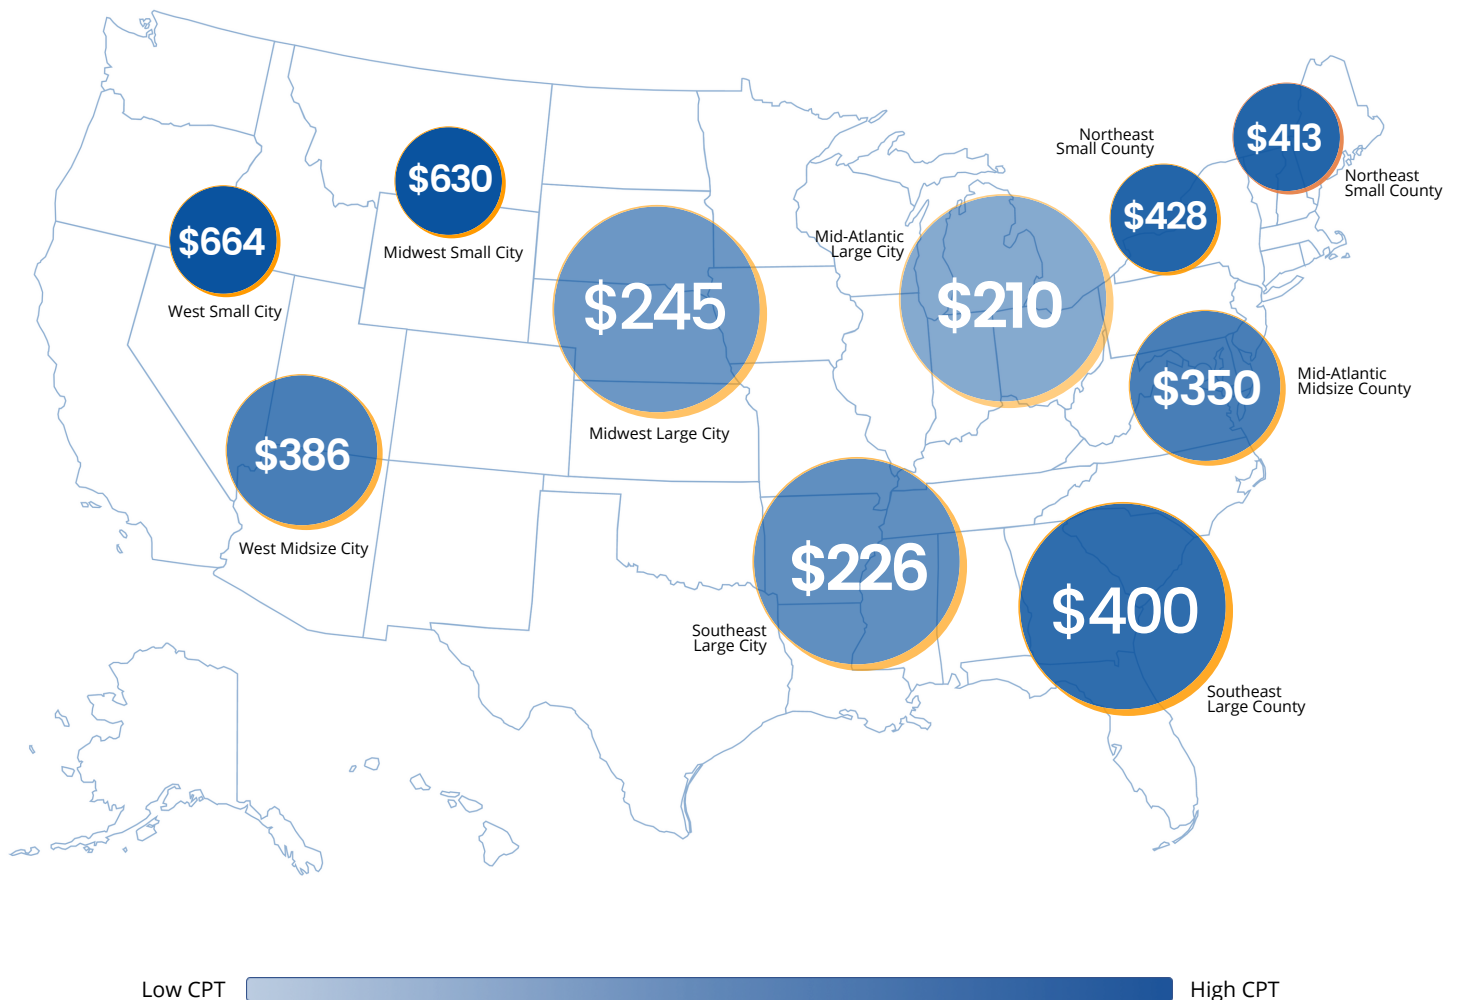 Northeast
Small County
$413
$630
Northeast
Small County
$428
$664
Mid-Atlantic
Large City
Midwest Small City
$245
$210
West Small City
Mid-Atlantic
Midsize County
$350
Midwest Large City
$386
West Midsize City
$226
$400
Southeast
Large City
Southeast
Large County
Low CPT
High CPT